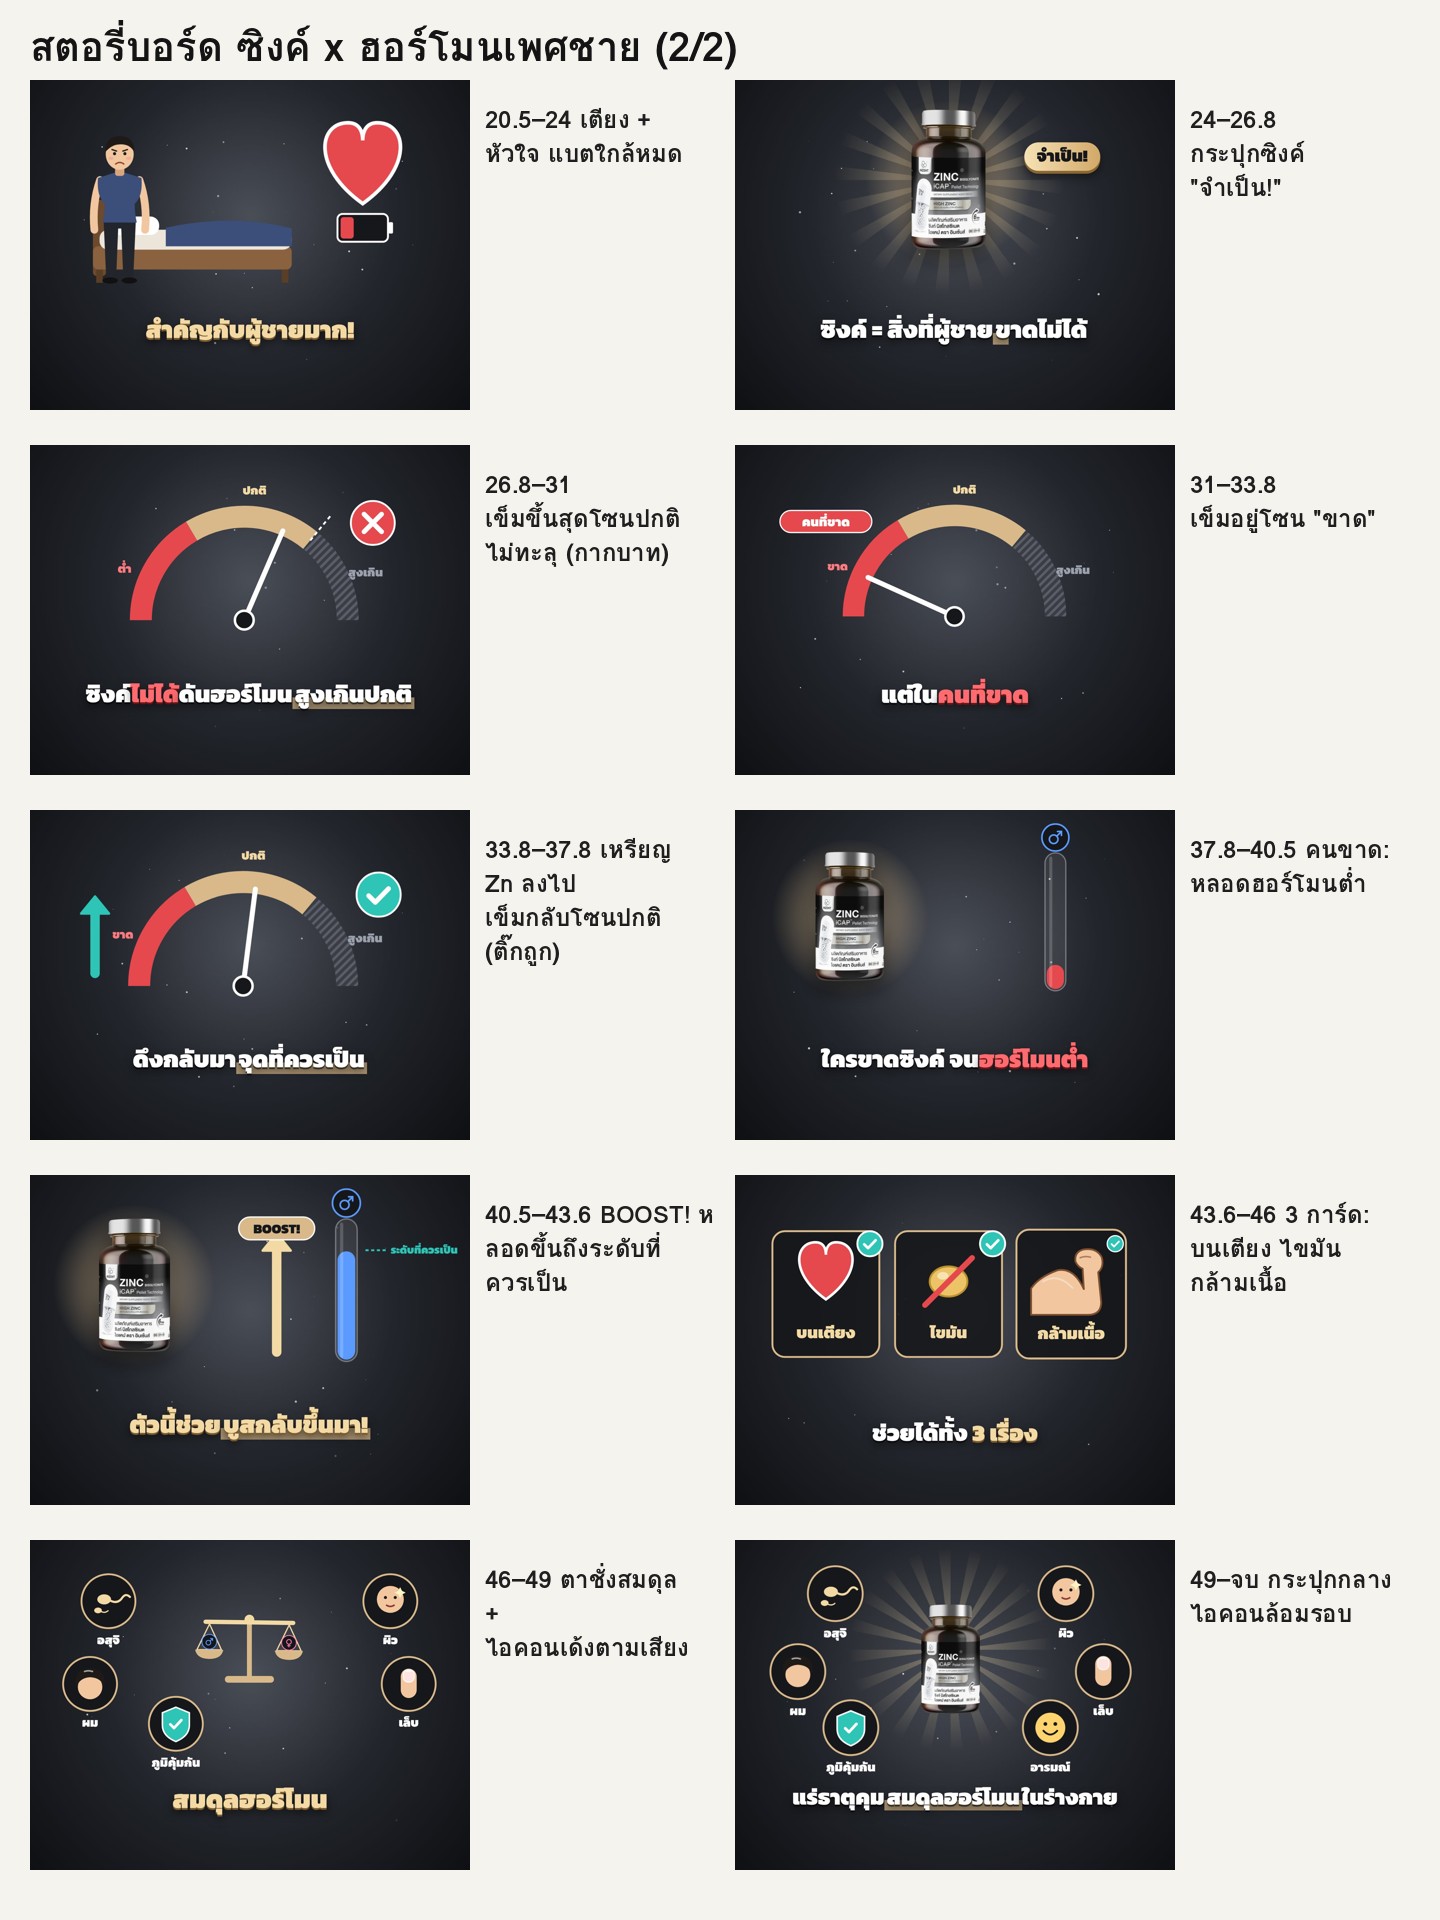 สตอรี่บอร์ด ซิงค์ x ฮอร์โมนเพศชาย (2/2)
สำคัญกับผู้ชายมาก!
20.5–24 เตียง +
หัวใจ แบตใกล้หมด
ZINC
iCAP
HIGH ZINC
จำเป็น!
ซิงค์ = สิ่งที่ผู้ชายขาดไม่ได้
24–26.8
กระปุกซิงค์
"จำเป็น!"
ปกติ
ต่ำ
สูงเกิน
ซิงค์ไม่ได้ดันฮอร์โมนสูงเกินปกติ
26.8–31
เข็มขึ้นสุดโซนปกติ
ไม่ทะลุ (กากบาท)
ปกติ
คนที่ขาด
ขาด
สูงเกิน
แต่ในคนที่ขาด
31–33.8
เข็มอยู่โซน "ขาด"
ปกติ
ขาด
สูงเกิน
ดึงกลับมาจุดที่ควรเป็น
33.8–37.8 เหรียญ
Zn ลงไป
เข็มกลับโซนปกติ
(ติ๊กถูก)
ZINC
iCAP
HIGH ZINC
ใครขาดซิงค์ จนฮอร์โมนต่ำ
37.8–40.5 คนขาด:
หลอดฮอร์โมนต่ำ
ZINC
iCAP
HIGH ZINC
BOOST!
ระดับที่ควรเป็น
ตัวนี้ช่วยบูสกลับขึ้นมา!
40.5–43.6 BOOST! ห
ลอดขึ้นถึงระดับที่
ควรเป็น
บนเตียง
ไขมัน
กล้ามเนื้อ
ช่วยได้ทั้ง 3 เรื่อง
43.6–46 3 การ์ด:
บนเตียง ไขมัน
กล้ามเนื้อ
อสุจิ
ผิว
ผม
เล็บ
ภูมิคุ้มกัน
สมดุลฮอร์โมน
46–49 ตาชั่งสมดุล
+
ไอคอนเด้งตามเสียง
อสุจิ
ผิว
ZINC
iCAP
ผม
เล็บ
ภูมิคุ้มกัน
อารมณ์
แร่ธาตุคุมสมดุลฮอร์โมนในร่างกาย
49–จบ กระปุกกลาง
ไอคอนล้อมรอบ